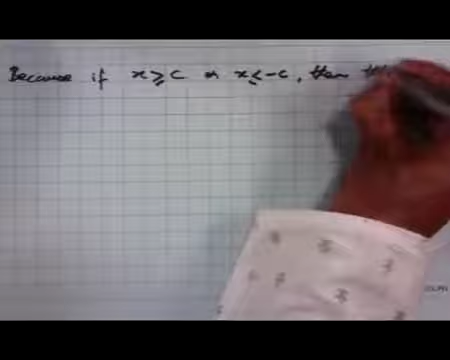 Because if x ≥ c or x ≤ -c, then